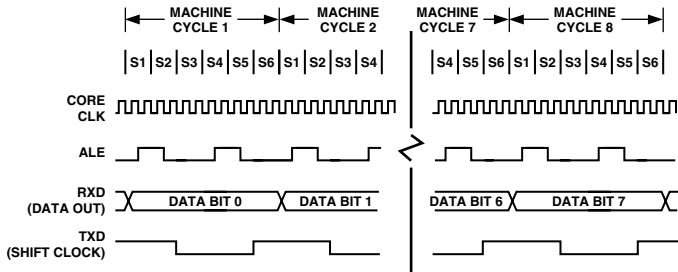 MACHINE CYCLE 1 MACHINE CYCLE 2 MACHINE CYCLE 7 MACHINE CYCLE 8
S1 S2 S3 S4 S5 S6 S1 S2 S3 S4 S4 S5 S6 S1 S2 S3 S4 S5 S6
CORE
CLK
ALE
RXD
(DATA OUT)
DATA BIT 0 DATA BIT 1 DATA BIT 6 DATA BIT 7
TXD
(SHIFT CLOCK)